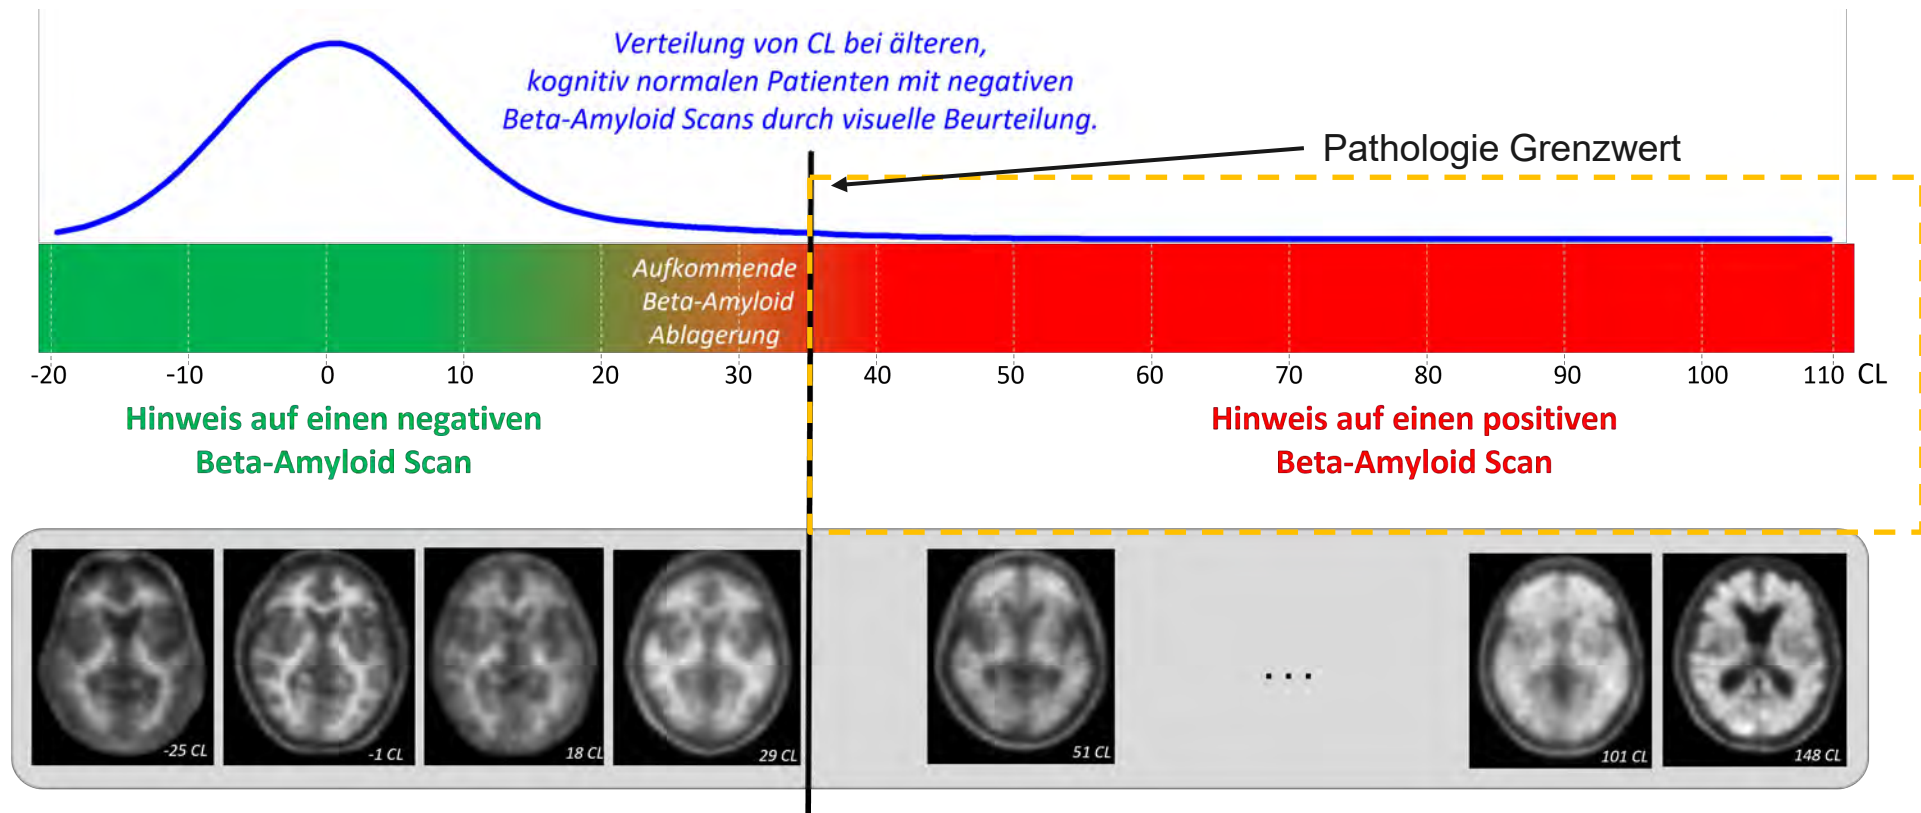 Verteilung von CL bei älteren,
kognitiv normalen Patienten mit negativen
Beta-Amyloid Scans durch visuelle Beurteilung.
Pathologie Grenzwert
Aufkommende
Beta-Amyloid
Ablagerung
-20 -10 0 10 20 30 40 50 60 70 80 90 100 110 CL
Hinweis auf einen negativen
Beta-Amyloid Scan
Hinweis auf einen positiven
Beta-Amyloid Scan
...
-25 CL -1 CL 18 CL 29 CL 51 CL 101 CL 148 CL